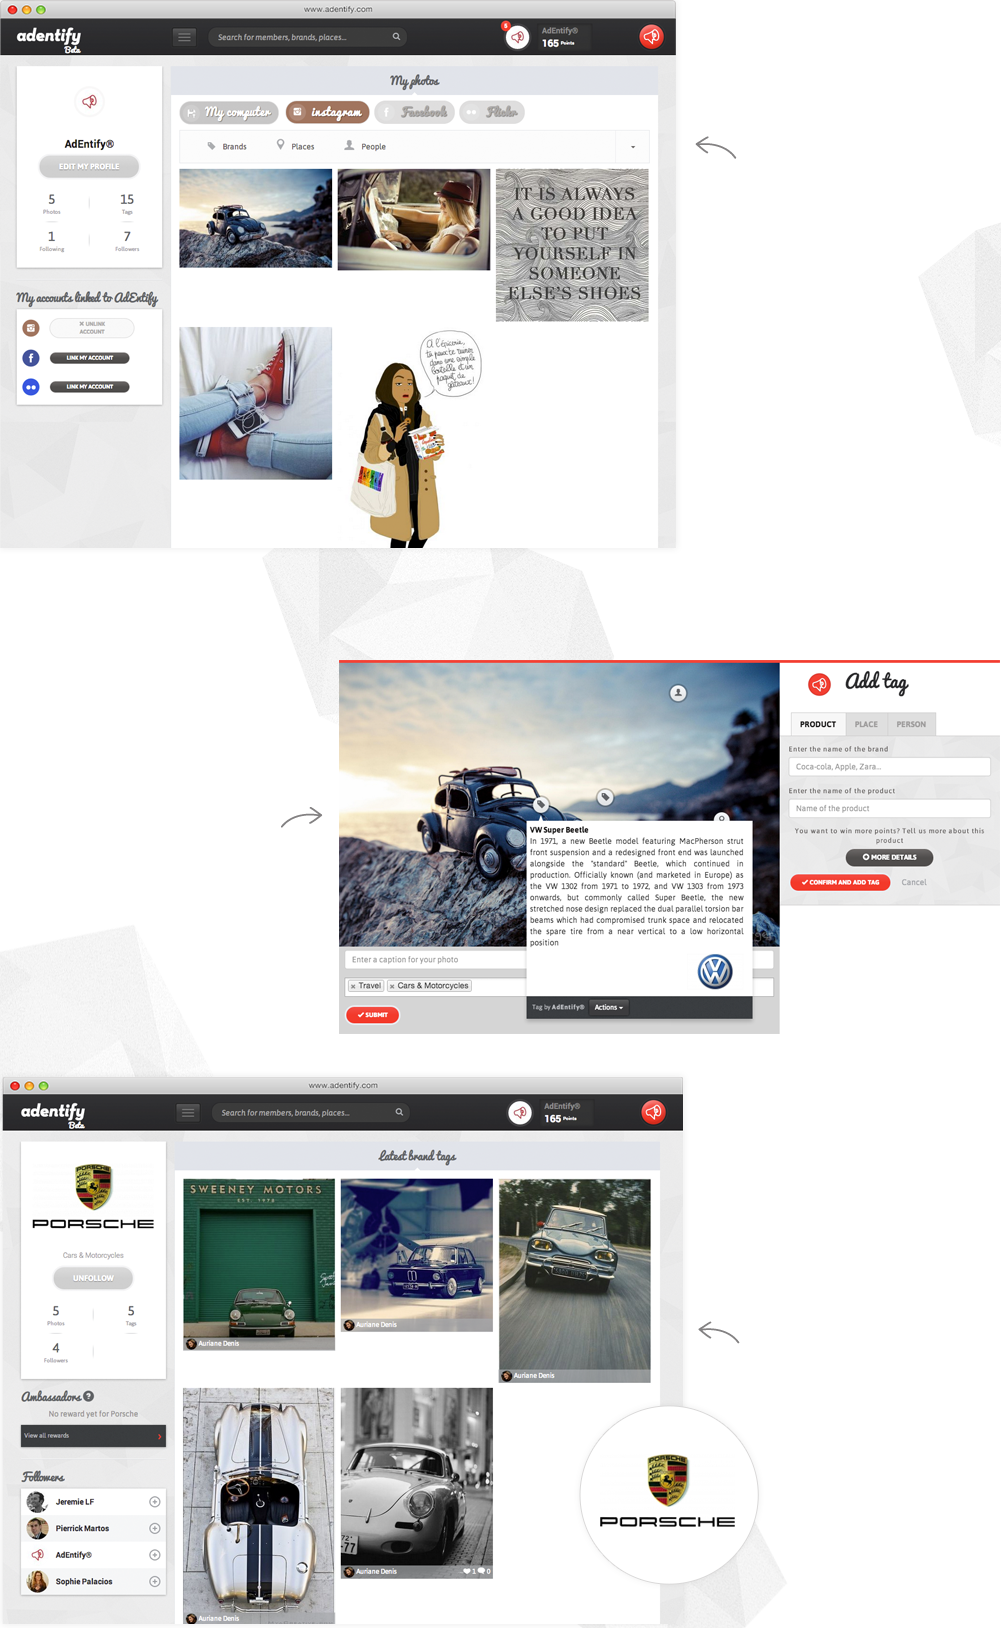 www.adentify.com
adentify
Beta
Search for members, brands, places...
6
AdEntify®
165 Points
AdEntify®
EDIT MY PROFILE
5
Photos
15
Tags
1
Following
7
Followers
My accounts linked to AdEntify
UNLINK
ACCOUNT
LINK MY ACCOUNT
LINK MY ACCOUNT
My photos
My computer
instagram
Facebook
Flickr
Brands
Places
People
IT IS ALWAYS
A GOOD IDEA
TO PUT
YOURSELF IN
SOMEONE
ELSE'S SHOES
A l'épicerie,
tu peux te ruiner
dans une simple
bouteille et un
paquet de
gâteaux!
Add tag
PRODUCT
PLACE
PERSON
Enter the name of the brand
Coca-cola, Apple, Zara...
Enter the name of the product
Name of the product
You want to win more points? Tell us more about this
product
MORE DETAILS
CONFIRM AND ADD TAG
Cancel
VW Super Beetle
In 1971, a new Beetle model featuring MacPherson strut
front suspension and a redesigned front end was launched
alongside the "standard" Beetle, which continued in
production. Officially known (and marketed in Europe) as
the VW 1302 from 1971 to 1972, and VW 1303 from 1973
onwards, but commonly called Super Beetle, the new
stretched nose design replaced the dual parallel torsion bar
beams which had compromised trunk space and relocated
the spare tire from a near vertical to a low horizontal
position
Tag by AdEntify®
Actions
Enter a caption for your photo
Travel
Cars & Motorcycles
SUBMIT
www.adentify.com
adentify
Beta
Search for members, brands, places...
AdEntify®
165 Points
PORSCHE
PORSCHE
Cars & Motorcycles
UNFOLLOW
5
Photos
5
Tags
4
Followers
Ambassadors
No reward yet for Porsche
View all rewards
Followers
Jeremie LF
Pierrick Martos
AdEntify®
Sophie Palacios
Latest brand tags
SWEENEY MOTORS
EST. 1972
Auriane Denis
Auriane Denis
Auriane Denis
Auriane Denis
Auriane Denis
1
0
PORSCHE
PORSCHE